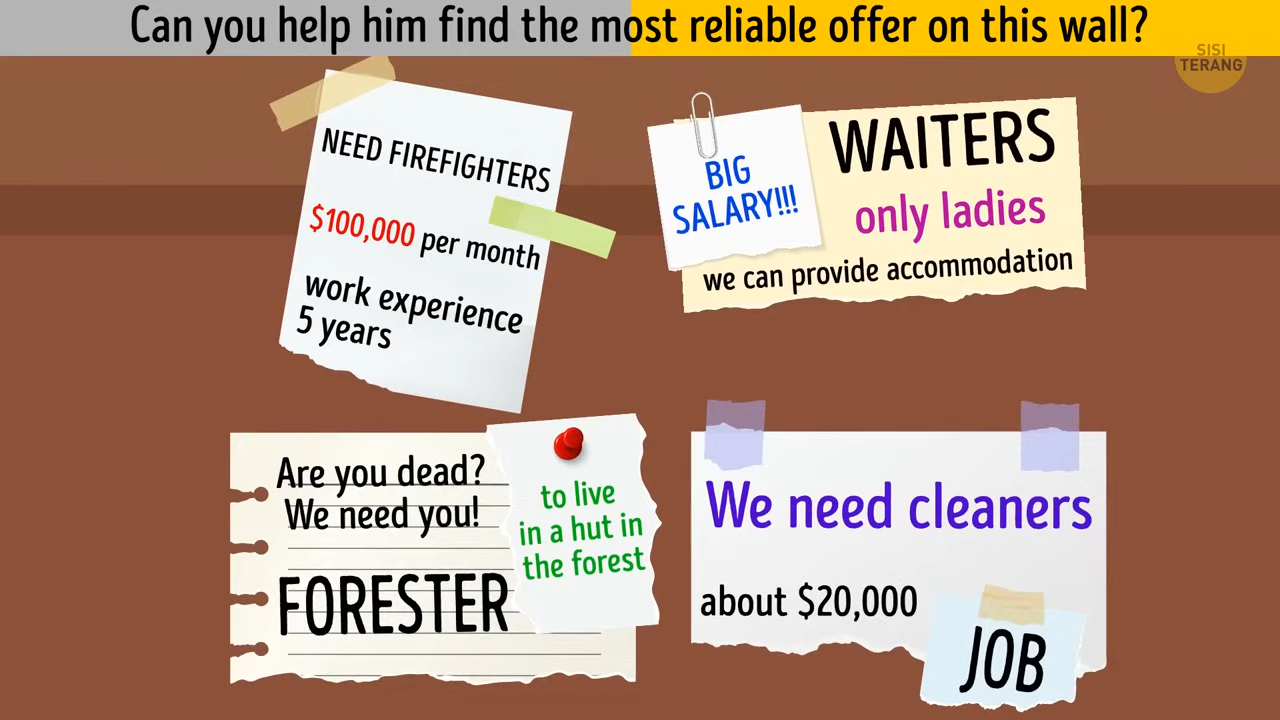 Can you help him find the most reliable offer on this wall?
SISI
TERANG
NEED FIREFIGHTERS
$100,000 per month
work experience
5 years
BIG
SALARY!!!
WAITERS
only ladies
we can provide accommodation
Are you dead?
We need you!
FORESTER
to live
in a hut in
the forest
We need cleaners
about $20,000
JOB